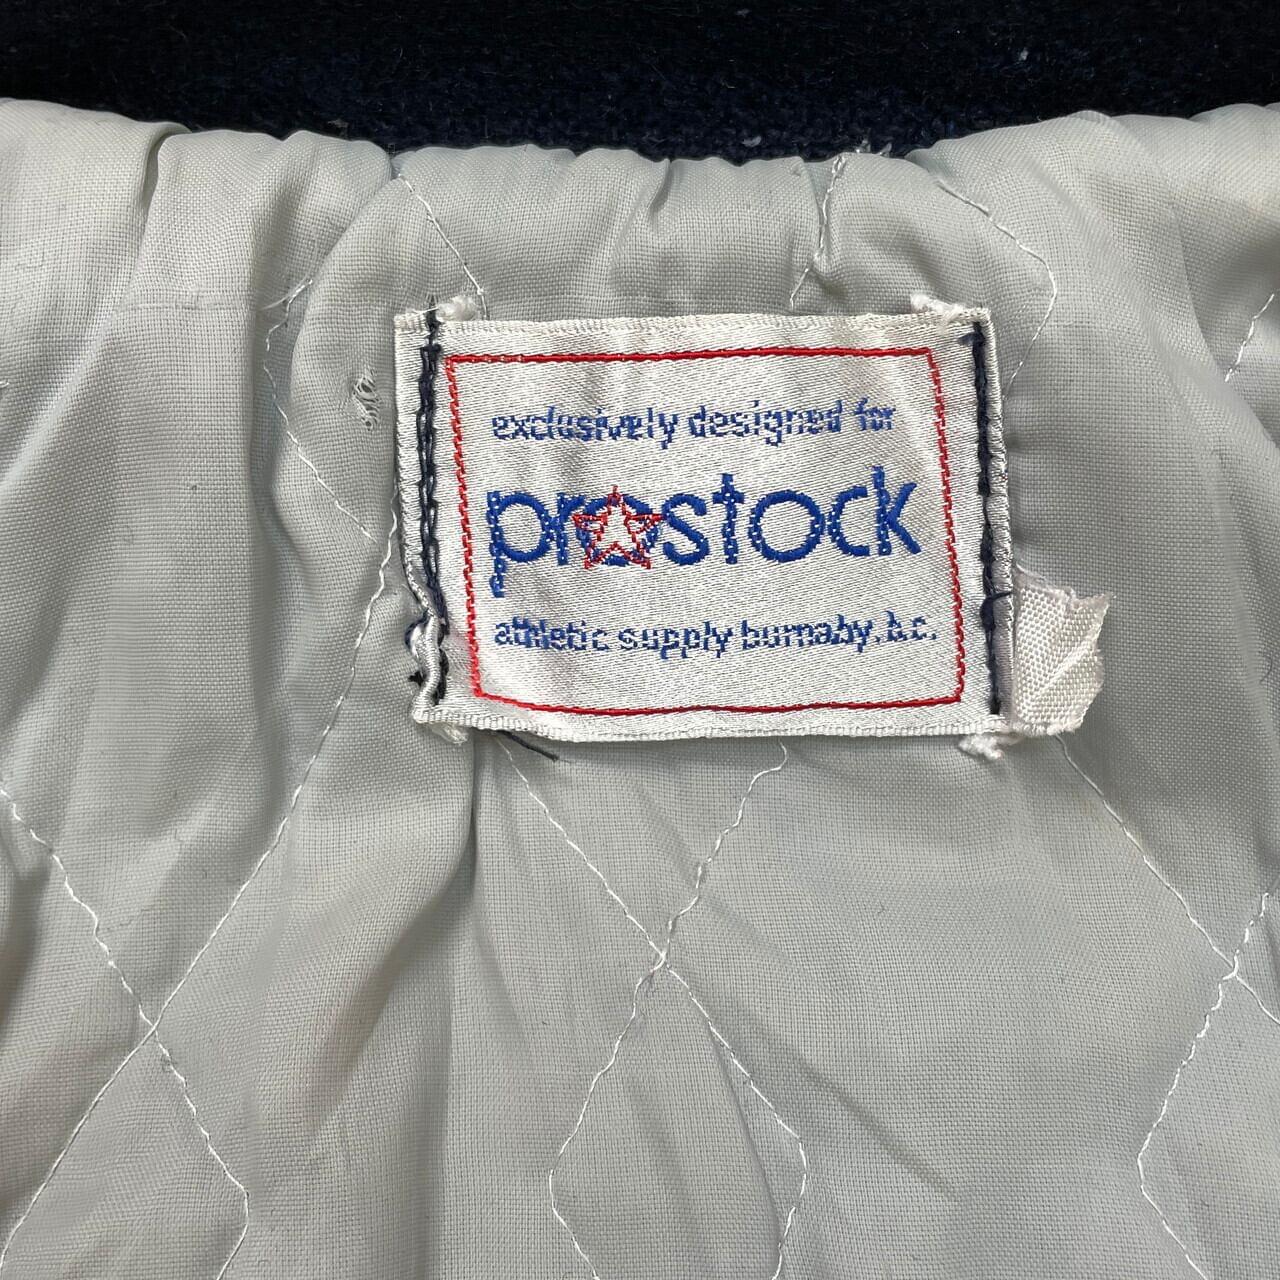 exclusively designed for
prostock
athletic supply burnaby, b.c.